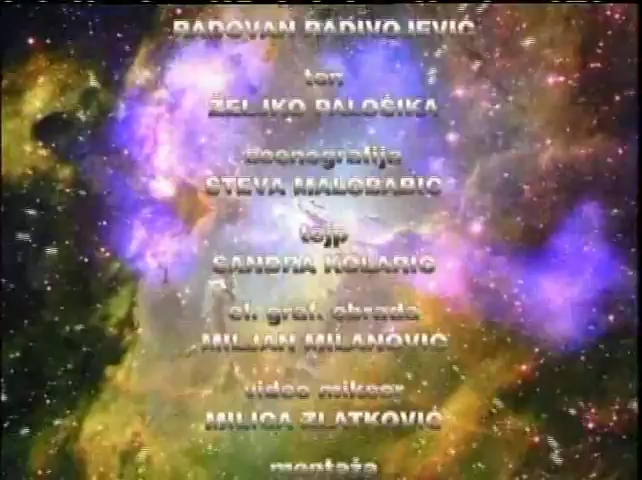 RADOVAN RADIVOJEVIĆ
ton
ŽELJKO PALOŠIKA
scenografija
STEVA MALOBABIĆ
tejp
SANDRA KOLARIĆ
el. graf. obrada
MILJAN MILANOVIĆ
video mikser
MILICA ZLATKOVIĆ
montaža